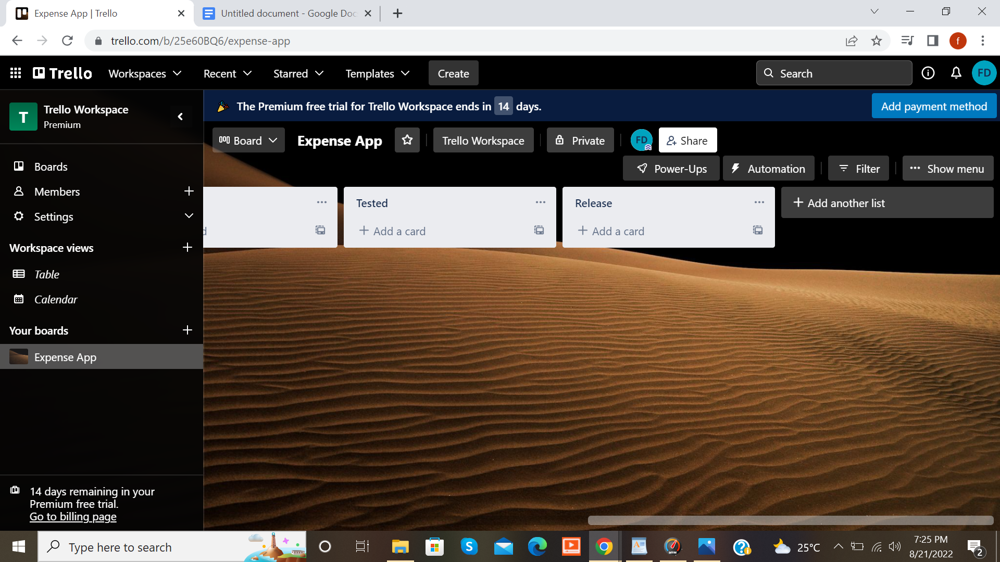 Expense App | Trello
Untitled document - Google Doc
trello.com/b/25e60BQ6/expense-app
f
Trello
Workspaces
Recent
Starred
Templates
Create
Search
FD
T
Trello Workspace
Premium
The Premium free trial for Trello Workspace ends in 14 days.
Add payment method
Board
Expense App
Trello Workspace
Private
FD
Share
Power-Ups
Automation
Filter
Show menu
Boards
Members
Settings
Workspace views
Table
Calendar
Your boards
Expense App
Tested
Add a card
Release
Add a card
Add another list
14 days remaining in your
Premium free trial.
Go to billing page
Type here to search
S
WPM
25°C
7:25 PM
8/21/2022
2